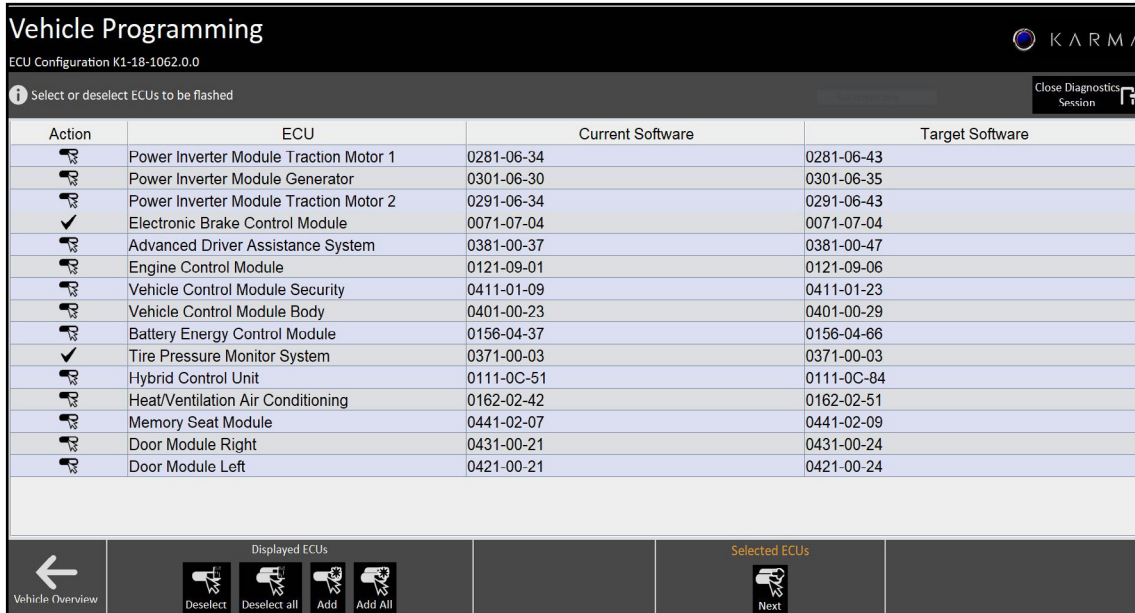 Vehicle Programming
KARMA
ECU Configuration K1-18-1062.0.0
Select or deselect ECUs to be flashed
Close Diagnostics
Session
Action ECU Current Software Target Software
Power Inverter Module Traction Motor 1 0281-06-34 0281-06-43
Power Inverter Module Generator 0301-06-30 0301-06-35
Power Inverter Module Traction Motor 2 0291-06-34 0291-06-43
Electronic Brake Control Module 0071-07-04 0071-07-04
Advanced Driver Assistance System 0381-00-37 0381-00-47
Engine Control Module 0121-09-01 0121-09-06
Vehicle Control Module Security 0411-01-09 0411-01-23
Vehicle Control Module Body 0401-00-23 0401-00-29
Battery Energy Control Module 0156-04-37 0156-04-66
Tire Pressure Monitor System 0371-00-03 0371-00-03
Hybrid Control Unit 0111-0C-51 0111-0C-84
Heat/Ventilation Air Conditioning 0162-02-42 0162-02-51
Memory Seat Module 0441-02-07 0441-02-09
Door Module Right 0431-00-21 0431-00-24
Door Module Left 0421-00-21 0421-00-24
Displayed ECUs Selected ECUs
Vehicle Overview Deselect Deselect all Add Add All Next